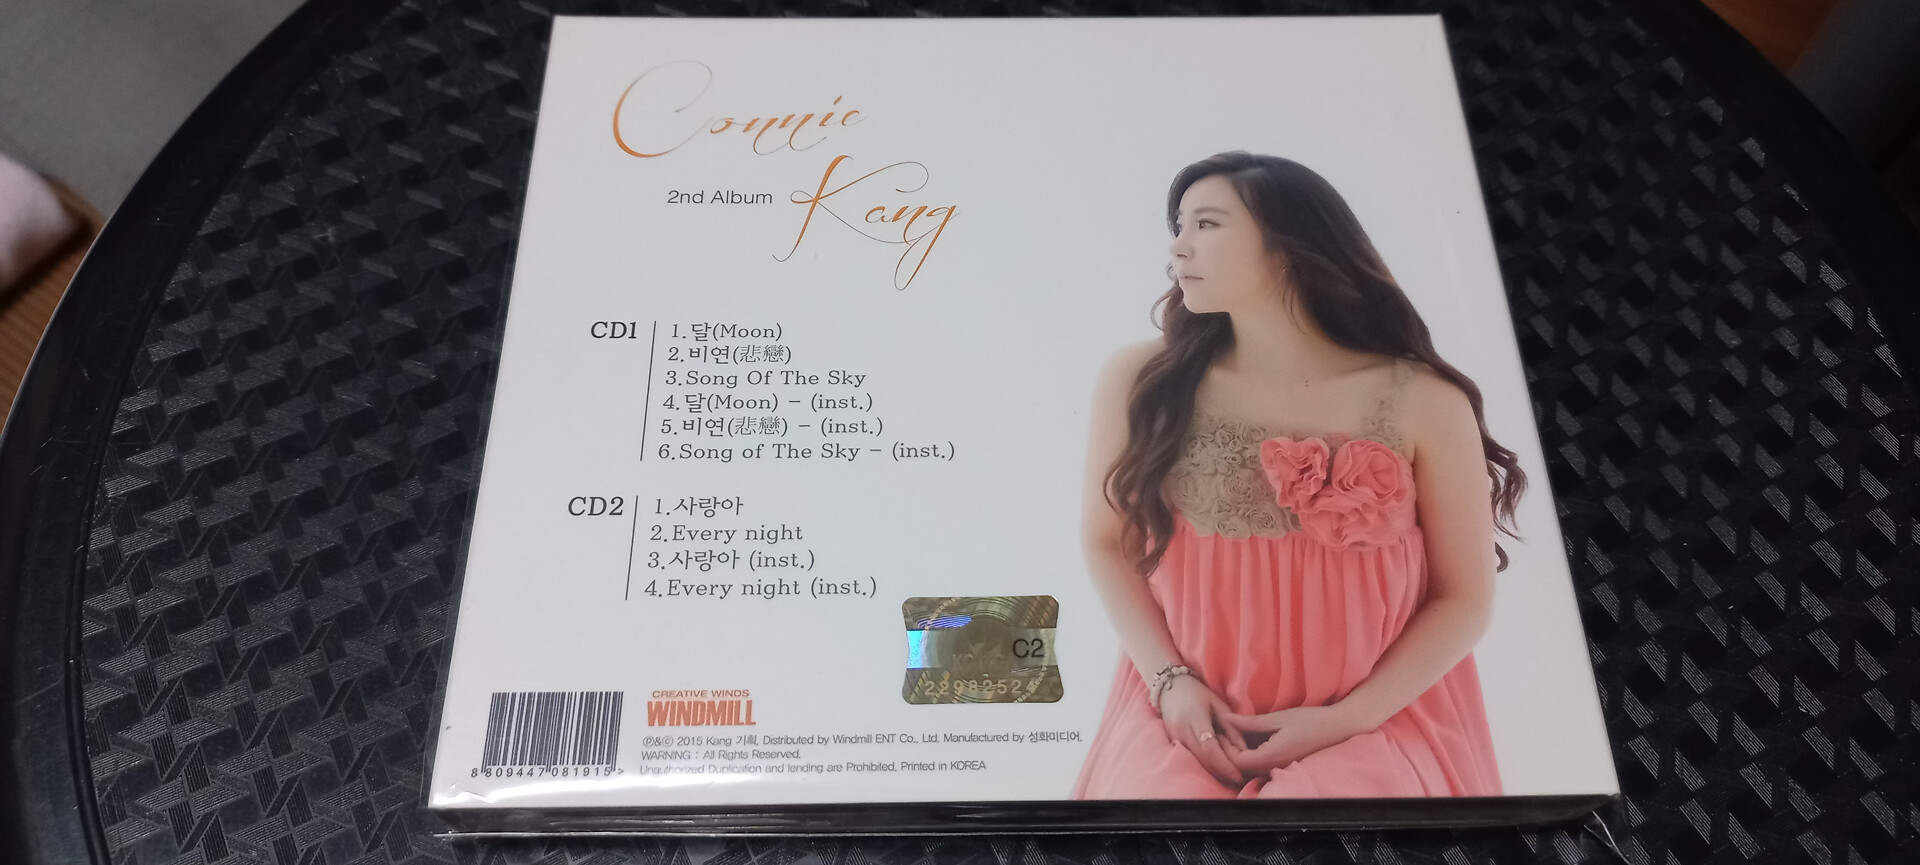 Connie
2nd Album Kang
CD1
1.달(Moon)
2.비연(悲戀)
3.Song Of The Sky
4.달(Moon) - (inst.)
5.비연(悲戀) - (inst.)
6.Song of The Sky - (inst.)
CD2
1.사랑아
2.Every night
3.사랑아 (inst.)
4.Every night (inst.)
C2
CREATIVE WINDS
WINDMILL
8 809447 081915 >
Ⓟ&ⓒ 2015 Kang 기획, Distributed by Windmill ENT Co., Ltd. Manufactured by 성화미디어.
WARNING : All Rights Reserved.
Unauthorized Duplication and lending are Prohibited. Printed in KOREA